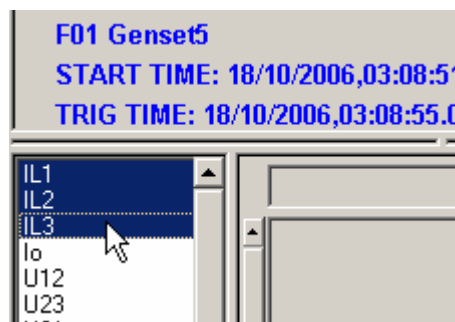 F01 Genset5
START TIME: 18/10/2006,03:08:51
TRIG TIME: 18/10/2006,03:08:55.0
IL1
IL2
IL3
Io
U12
U23